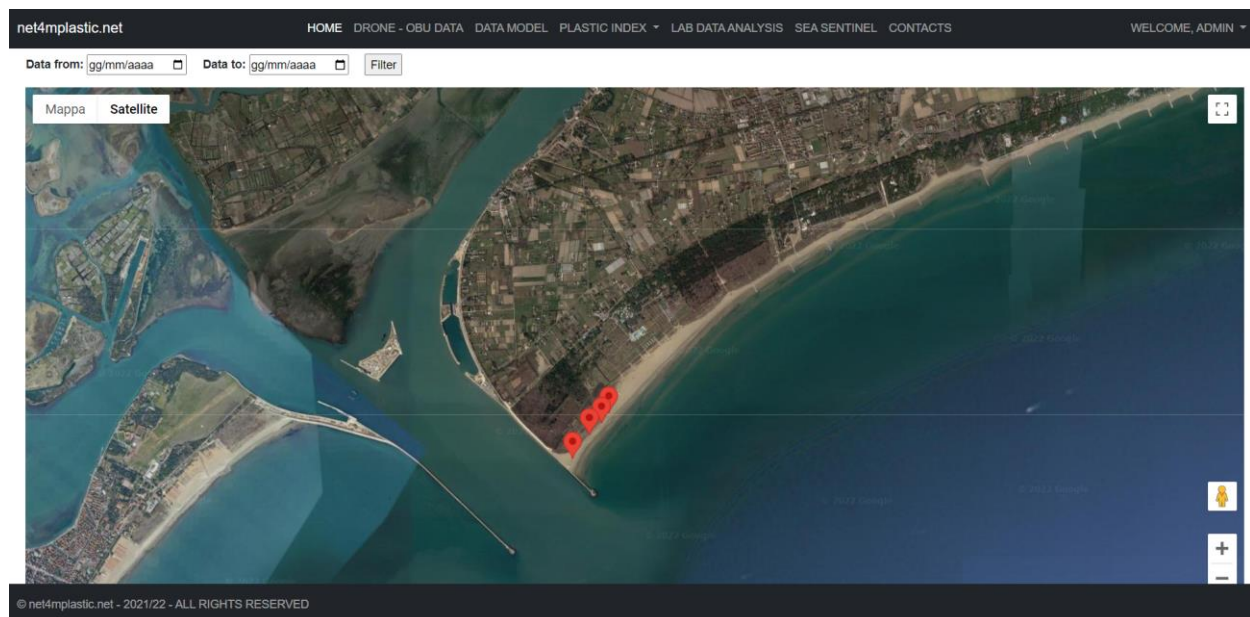 net4mplastic.net HOME DRONE - OBU DATA DATA MODEL PLASTIC INDEX LAB DATA ANALYSIS SEA SENTINEL CONTACTS WELCOME, ADMIN
Data from: gg/mm/aaaa Data to: gg/mm/aaaa Filter
Mappa Satellite
© net4mplastic.net - 2021/22 - ALL RIGHTS RESERVED